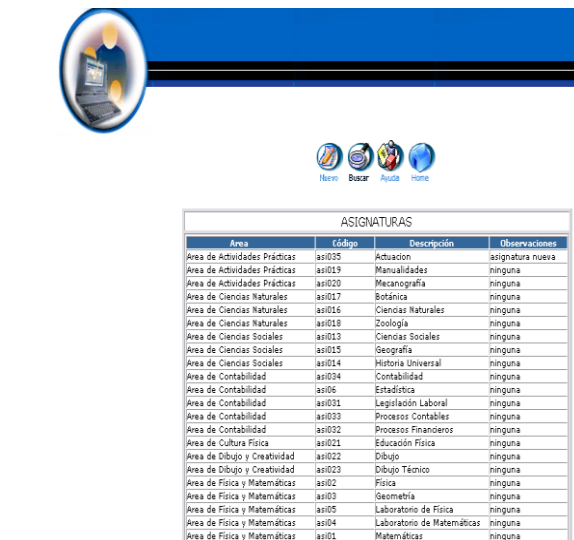 Nuevo Buscar Ayuda Home
ASIGNATURAS
Area Código Descripción Observaciones
Area de Actividades Prácticas asi035 Actuacion asignatura nueva
Area de Actividades Prácticas asi019 Manualidades ninguna
Area de Actividades Prácticas asi020 Mecanografía ninguna
Area de Ciencias Naturales asi017 Botánica ninguna
Area de Ciencias Naturales asi016 Ciencias Naturales ninguna
Area de Ciencias Naturales asi018 Zoología ninguna
Area de Ciencias Sociales asi013 Ciencias Sociales ninguna
Area de Ciencias Sociales asi015 Geografía ninguna
Area de Ciencias Sociales asi014 Historia Universal ninguna
Area de Contabilidad asi034 Contabilidad ninguna
Area de Contabilidad asi06 Estadística ninguna
Area de Contabilidad asi031 Legislación Laboral ninguna
Area de Contabilidad asi033 Procesos Contables ninguna
Area de Contabilidad asi032 Procesos Financieros ninguna
Area de Cultura Física asi021 Educación Física ninguna
Area de Dibujo y Creatividad asi022 Dibujo ninguna
Area de Dibujo y Creatividad asi023 Dibujo Técnico ninguna
Area de Física y Matemáticas asi02 Física ninguna
Area de Física y Matemáticas asi03 Geometría ninguna
Area de Física y Matemáticas asi05 Laboratorio de Física ninguna
Area de Física y Matemáticas asi04 Laboratorio de Matemáticas ninguna
Area de Física y Matemáticas asi01 Matemáticas ninguna